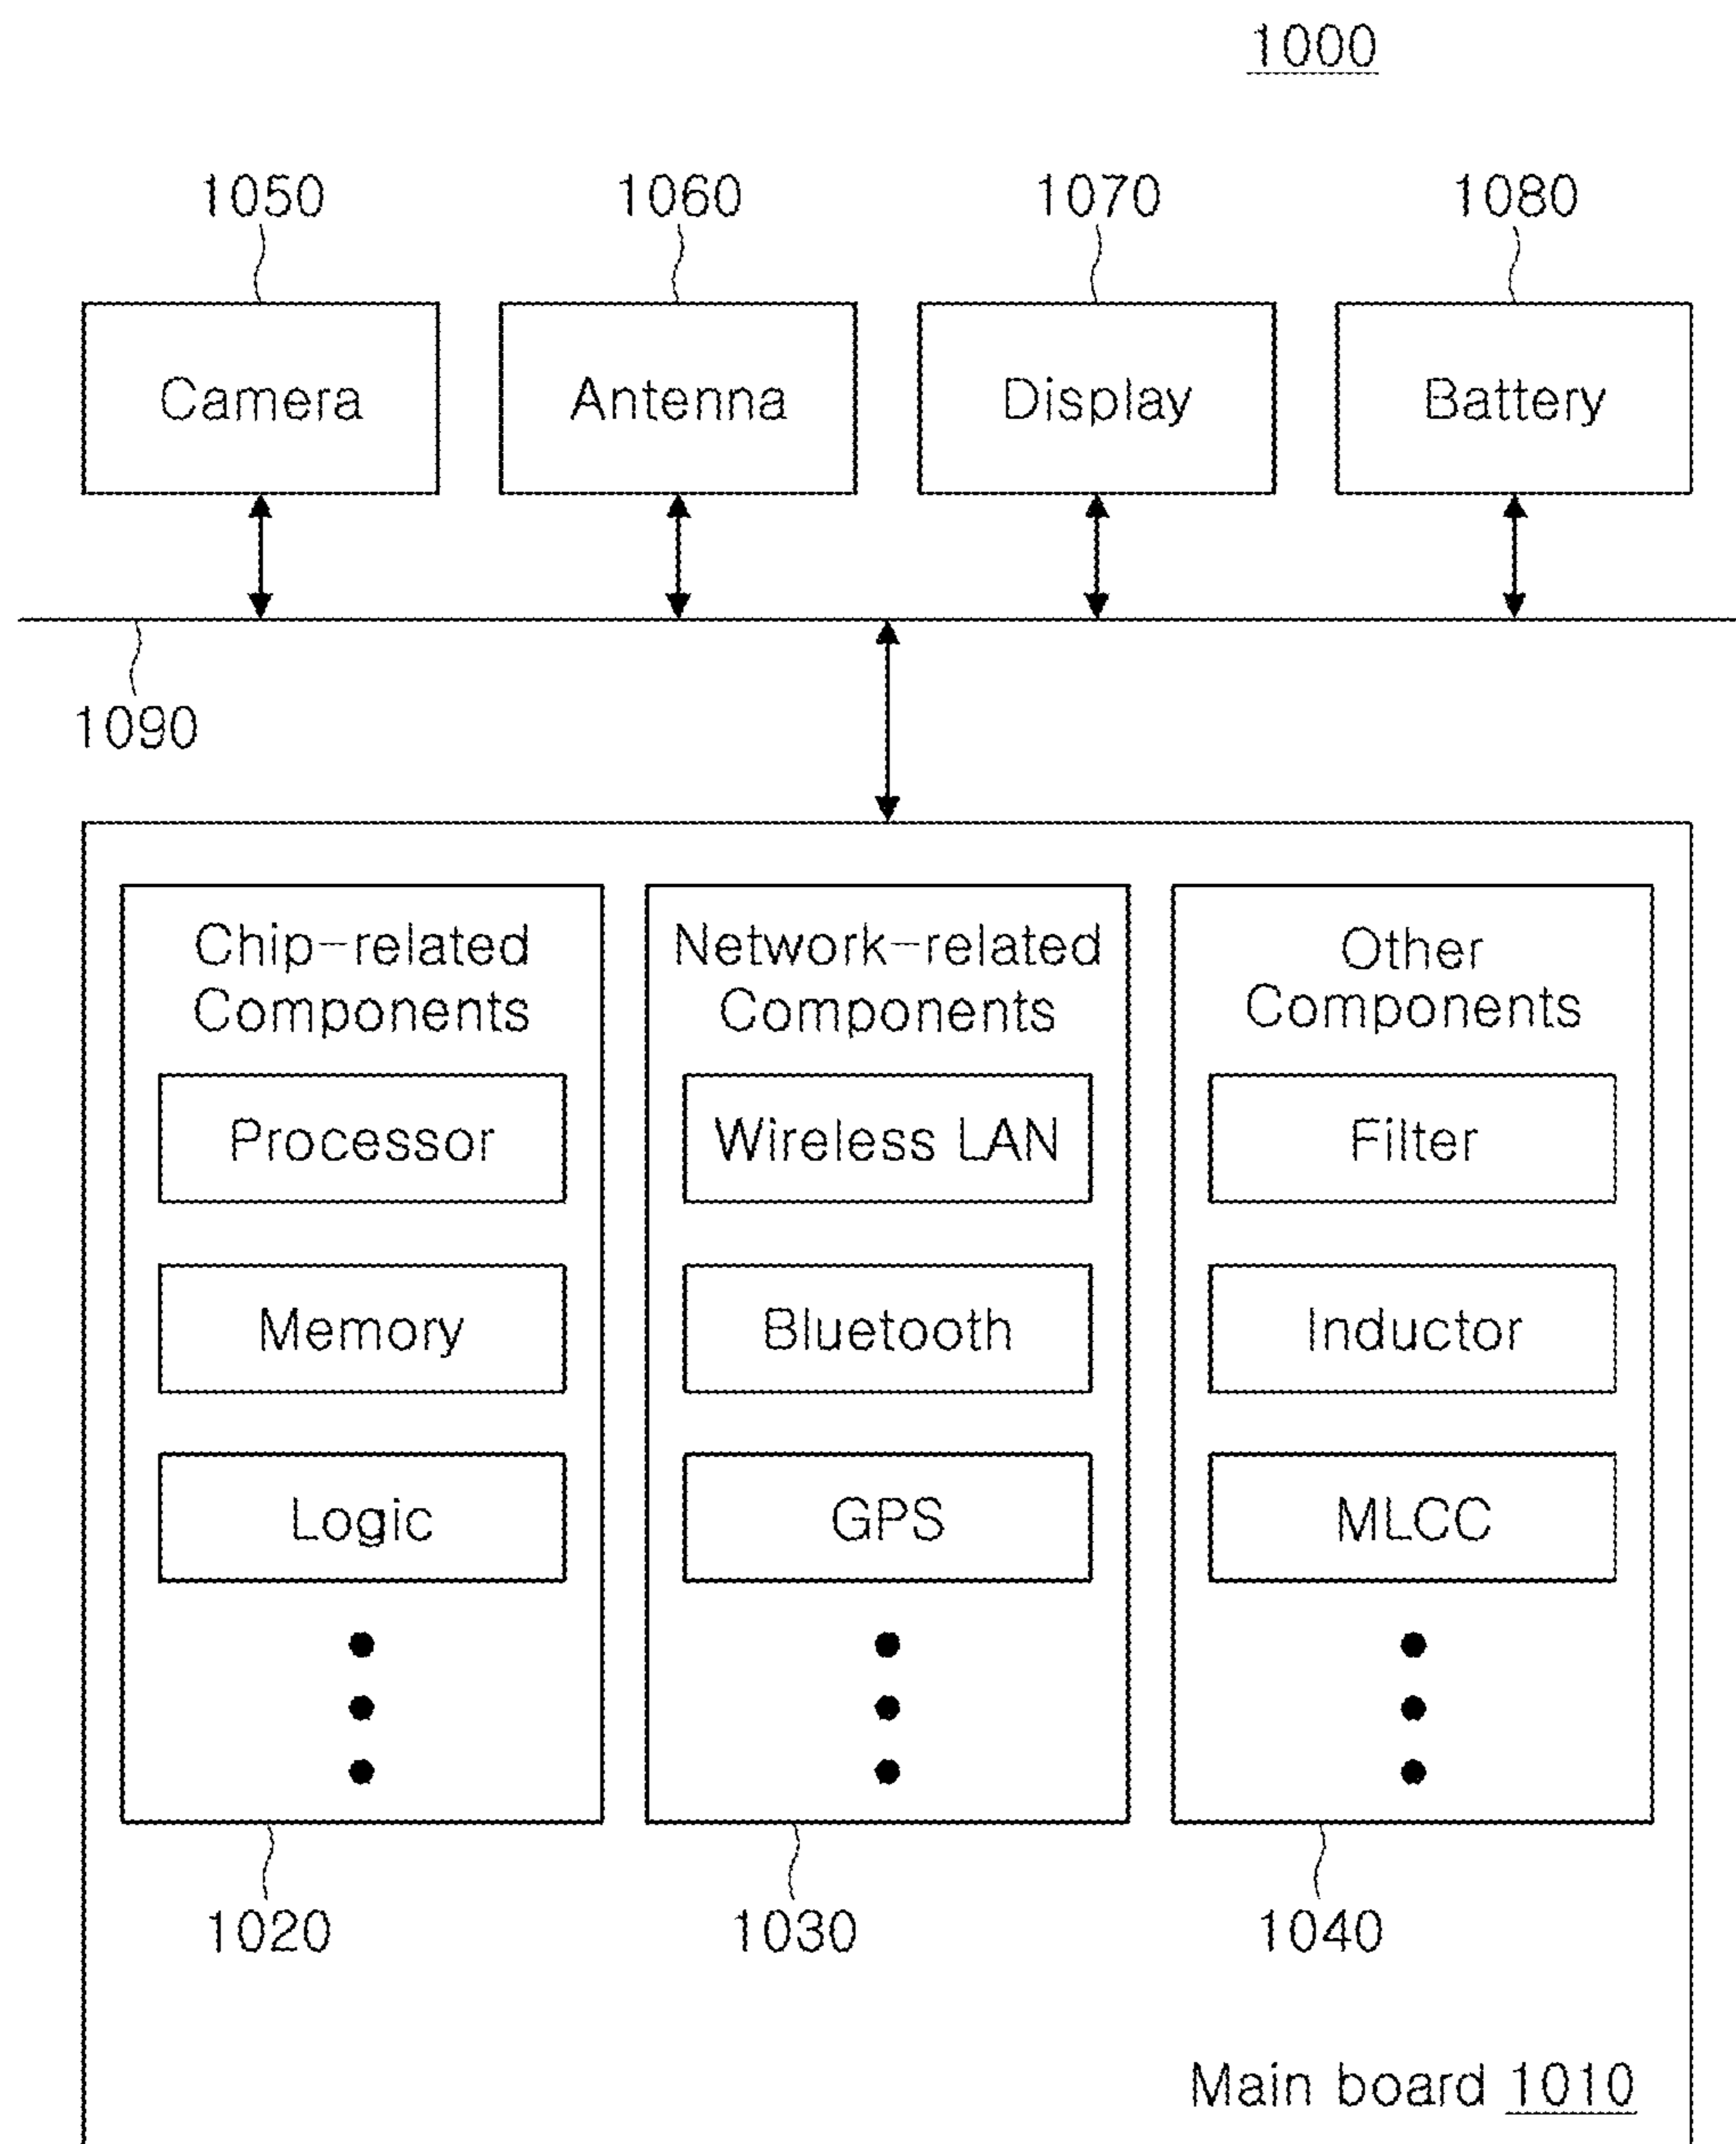 1000
1050 1060 1070 1080
Camera Antenna Display Battery
1090
Chip-related Network-related Other
Components Components Components
Processor Wireless LAN Filter
Memory Bluetooth Inductor
Logic GPS MLCC
1020 1030 1040
Main board 1010